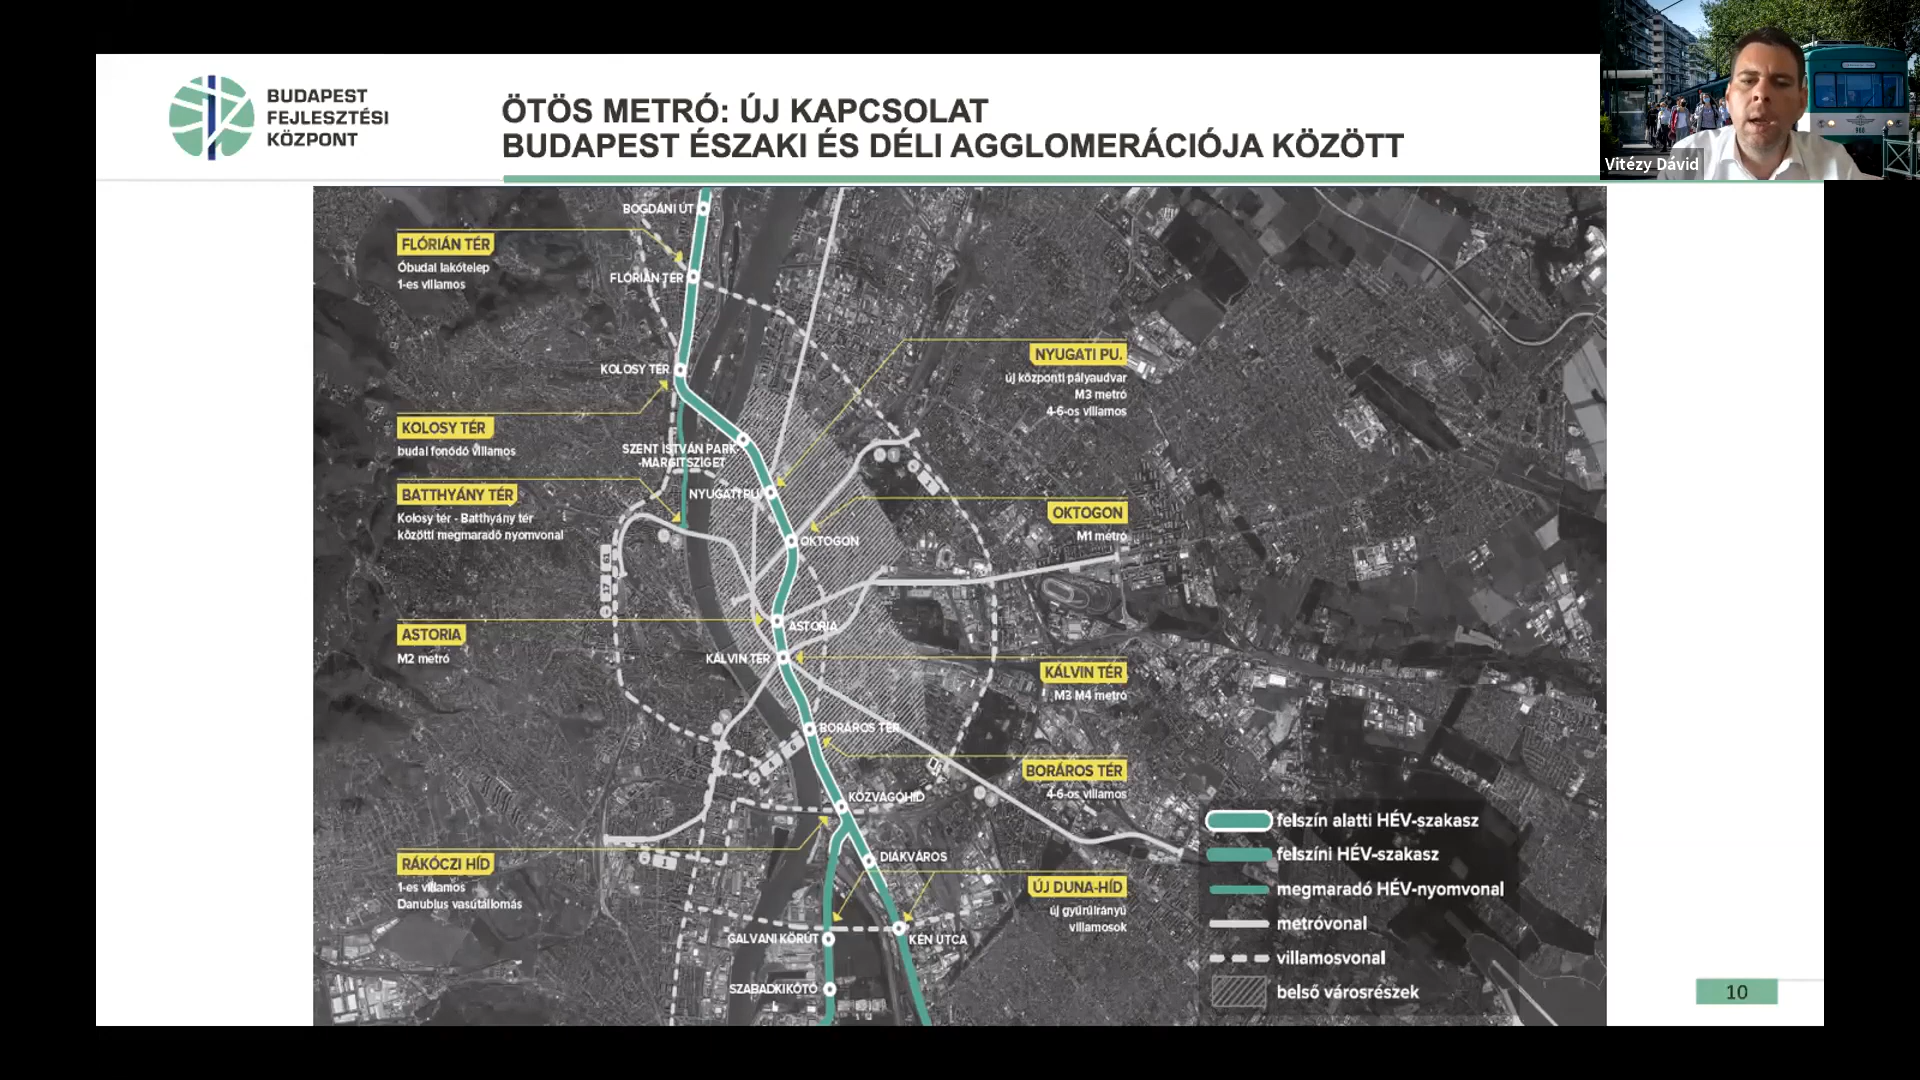 BUDAPEST
FEJLESZTÉSI
KÖZPONT
ÖTÖS METRÓ: ÚJ KAPCSOLAT
BUDAPEST ÉSZAKI ÉS DÉLI AGGLOMERÁCIÓJA KÖZÖTT
Vitézy Dávid
BOGDÁNI ÚT
FLÓRIÁN TÉR
Óbudai lakótelep
1-es villamos
FLÓRIÁN TÉR
NYUGATI PU.
új központi pályaudvar
M3 metró
4-6-os villamos
KOLOSY TÉR
KOLOSY TÉR
budai fonódó villamos
SZENT ISTVÁN PARK-
-MARGITSZIGET
BATTHYÁNY TÉR
Kolosy tér - Batthyány tér
közötti megmaradó nyomvonal
NYUGATI PU.
OKTOGON
M1 metró
OKTOGON
61
17
1
ASTORIA
M2 metró
ASTORIA
KÁLVIN TÉR
KÁLVIN TÉR
M3 M4 metró
BORÁROS TÉR
BORÁROS TÉR
4-6-os villamos
4
6
KÖZVÁGÓHÍD
RÁKÓCZI HÍD
1-es villamos
Danubius vasútállomás
1
DIÁKVÁROS
ÚJ DUNA-HÍD
új gyűrűirányú
villamosok
GALVANI KÖRÚT
KÉN UTCA
SZABADKIKÖTŐ
felszín alatti HÉV-szakasz
felszíni HÉV-szakasz
megmaradó HÉV-nyomvonal
metróvonal
villamosvonal
belső városrészek
10